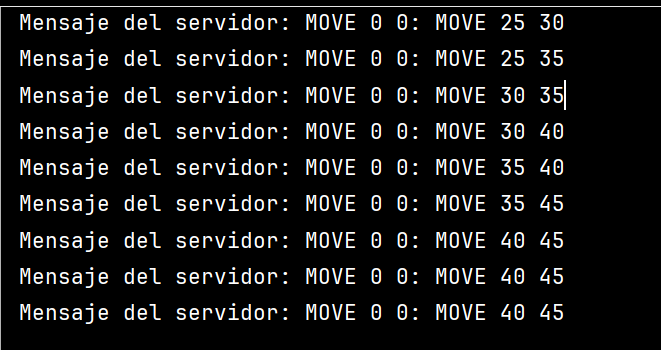 Mensaje del servidor: MOVE 0 0: MOVE 25 30
Mensaje del servidor: MOVE 0 0: MOVE 25 35
Mensaje del servidor: MOVE 0 0: MOVE 30 35
Mensaje del servidor: MOVE 0 0: MOVE 30 40
Mensaje del servidor: MOVE 0 0: MOVE 35 40
Mensaje del servidor: MOVE 0 0: MOVE 35 45
Mensaje del servidor: MOVE 0 0: MOVE 40 45
Mensaje del servidor: MOVE 0 0: MOVE 40 45
Mensaje del servidor: MOVE 0 0: MOVE 40 45